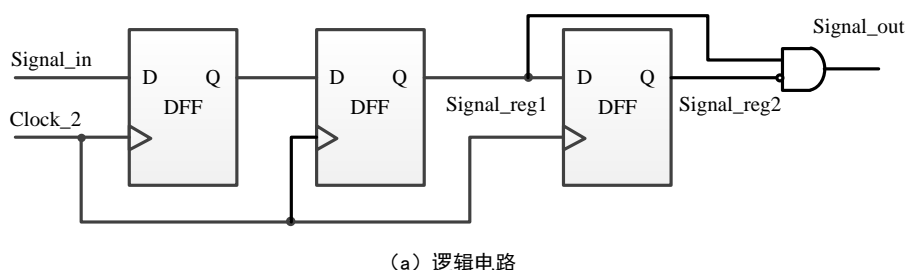 Signal_out
Signal_in
D Q D Q D Q
DFF DFF DFF
Signal_reg1 Signal_reg2
Clock_2
（a）逻辑电路